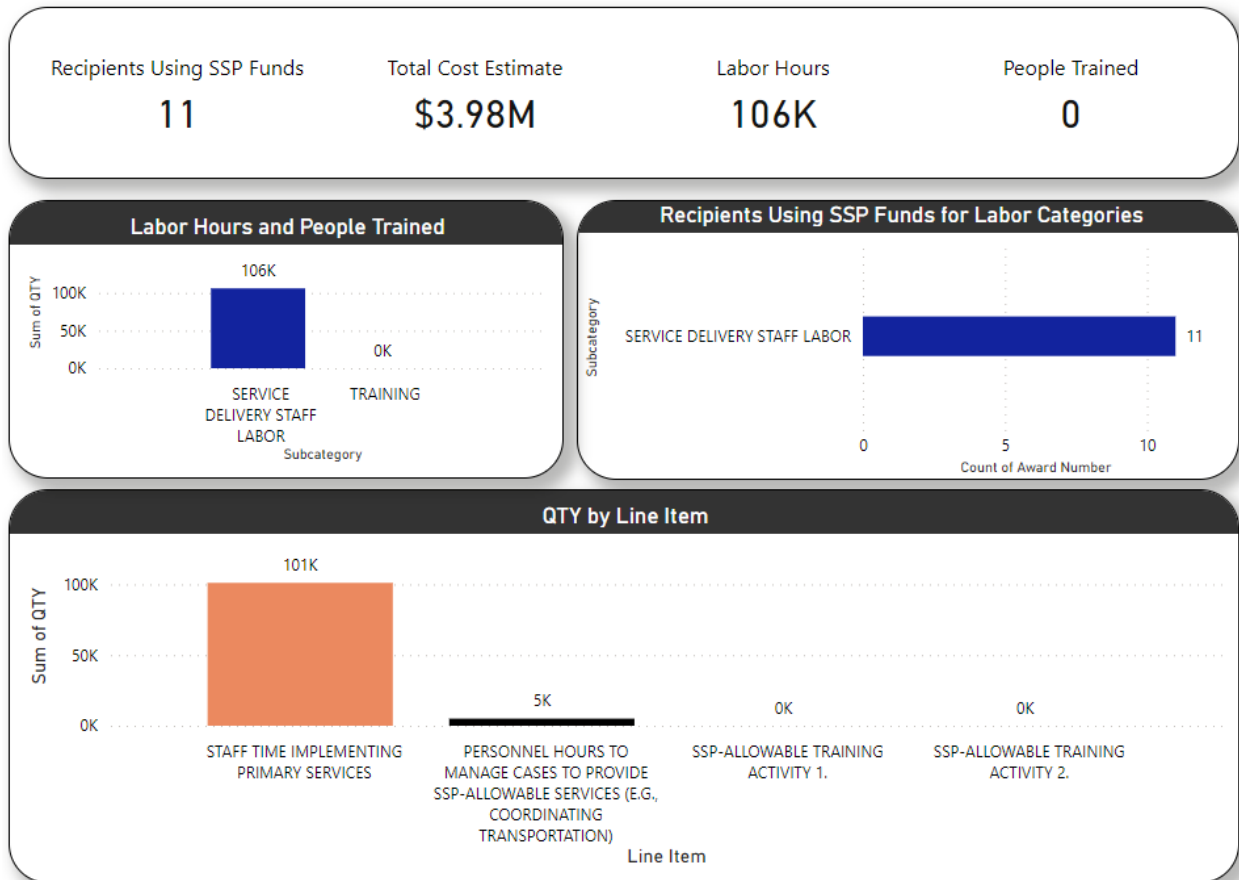 Recipients Using SSP Funds
11
Total Cost Estimate
$3.98M
Labor Hours
106K
People Trained
0
Labor Hours and People Trained
Sum of QTY
100K
50K
0K
106K
0K
SERVICE
DELIVERY STAFF
LABOR
TRAINING
Subcategory
Recipients Using SSP Funds for Labor Categories
Subcategory
SERVICE DELIVERY STAFF LABOR
11
0
5
10
Count of Award Number
QTY by Line Item
Sum of QTY
100K
50K
0K
101K
5K
0K
0K
STAFF TIME IMPLEMENTING
PRIMARY SERVICES
PERSONNEL HOURS TO
MANAGE CASES TO PROVIDE
SSP-ALLOWABLE SERVICES (E.G.,
COORDINATING
TRANSPORTATION)
SSP-ALLOWABLE TRAINING
ACTIVITY 1.
SSP-ALLOWABLE TRAINING
ACTIVITY 2.
Line Item